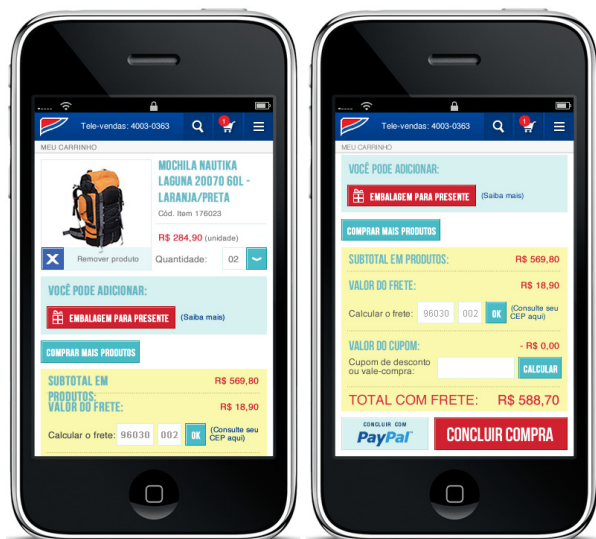 Tele-vendas: 4003-0363
1
MEU CARRINHO
MOCHILA NAUTIKA
LAGUNA 20070 60L -
LARANJA/PRETA
Cód. Item 176023
R$ 284,90 (unidade)
X Remover produto Quantidade: 02
VOCÊ PODE ADICIONAR:
EMBALAGEM PARA PRESENTE (Saiba mais)
COMPRAR MAIS PRODUTOS
SUBTOTAL EM PRODUTOS: R$ 569,80
VALOR DO FRETE: R$ 18,90
Calcular o frete: 96030 002 OK (Consulte seu
CEP aqui)
Tele-vendas: 4003-0363
1
MEU CARRINHO
VOCÊ PODE ADICIONAR:
EMBALAGEM PARA PRESENTE (Saiba mais)
COMPRAR MAIS PRODUTOS
SUBTOTAL EM PRODUTOS: R$ 569,80
VALOR DO FRETE: R$ 18,90
Calcular o frete: 96030 002 OK (Consulte seu
CEP aqui)
VALOR DO CUPOM: - R$ 0,00
Cupom de desconto
ou vale-compra: CALCULAR
TOTAL COM FRETE: R$ 588,70
CONCLUIR COM
PayPal
CONCLUIR COMPRA